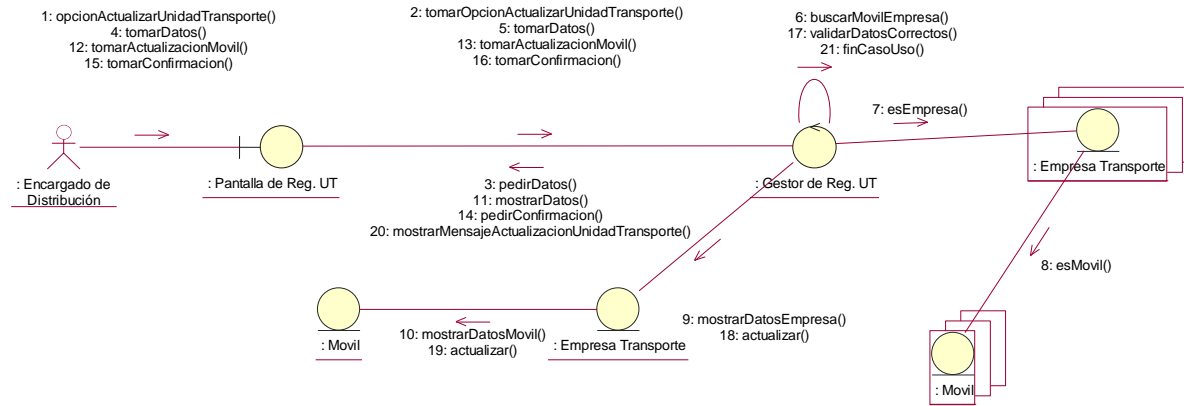 1: opcionActualizarUnidadTransporte()
4: tomarDatos()
12: tomarActualizacionMovil()
15: tomarConfirmacion()
2: tomarOpcionActualizarUnidadTransporte()
5: tomarDatos()
13: tomarActualizacionMovil()
16: tomarConfirmacion()
6: buscarMovilEmpresa()
17: validarDatosCorrectos()
21: finCasoUso()
7: esEmpresa()
: Encargado de
Distribución
: Pantalla de Reg. UT
: Gestor de Reg. UT
: Empresa Transporte
3: pedirDatos()
11: mostrarDatos()
14: pedirConfirmacion()
20: mostrarMensajeActualizacionUnidadTransporte()
8: esMovil()
9: mostrarDatosEmpresa()
18: actualizar()
10: mostrarDatosMovil()
19: actualizar()
: Movil
: Empresa Transporte
: Movil